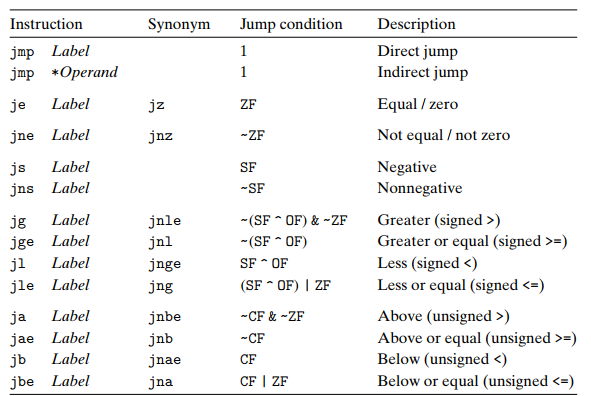 Instruction Synonym Jump condition Description
jmp Label 1 Direct jump
jmp *Operand 1 Indirect jump
je Label jz ZF Equal / zero
jne Label jnz ~ZF Not equal / not zero
js Label SF Negative
jns Label ~SF Nonnegative
jg Label jnle ~(SF ^ OF) & ~ZF Greater (signed >)
jge Label jnl ~(SF ^ OF) Greater or equal (signed >=)
jl Label jnge SF ^ OF Less (signed <)
jle Label jng (SF ^ OF) | ZF Less or equal (signed <=)
ja Label jnbe ~CF & ~ZF Above (unsigned >)
jae Label jnb ~CF Above or equal (unsigned >=)
jb Label jnae CF Below (unsigned <)
jbe Label jna CF | ZF Below or equal (unsigned <=)